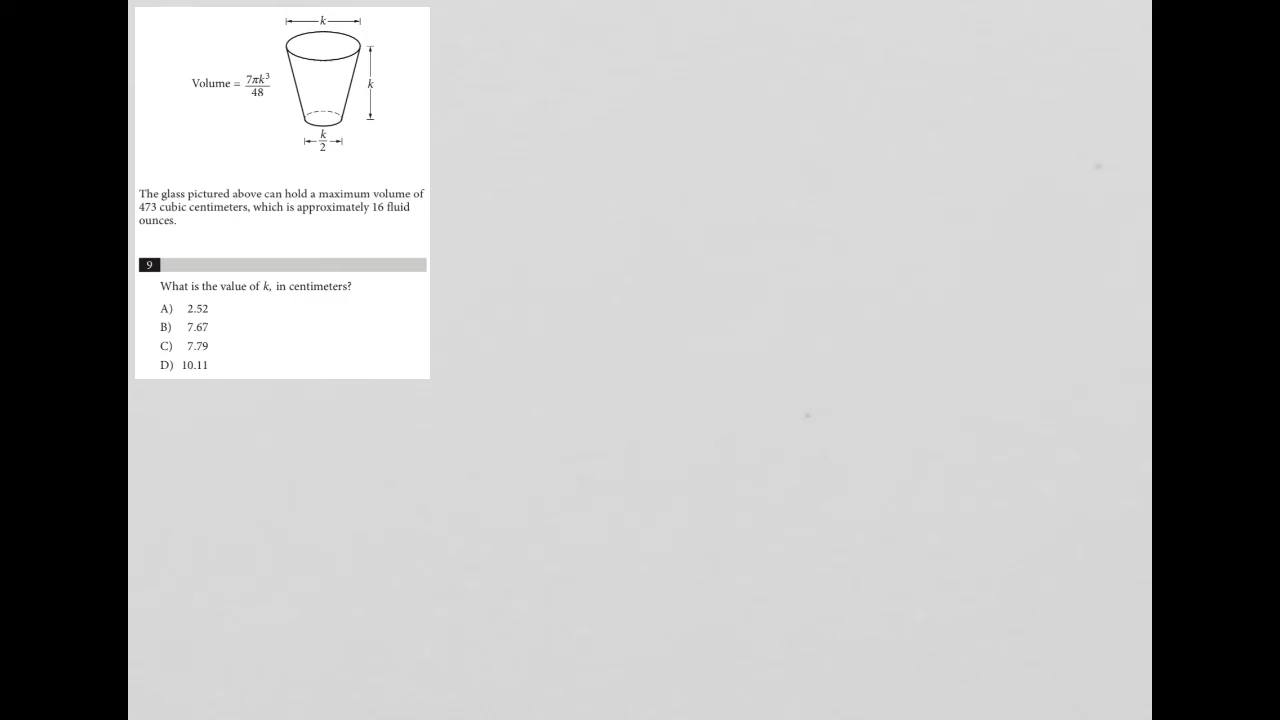 k
Volume = 7πk³/48
k
k/2
The glass pictured above can hold a maximum volume of
473 cubic centimeters, which is approximately 16 fluid
ounces.
9
What is the value of k, in centimeters?
A) 2.52
B) 7.67
C) 7.79
D) 10.11